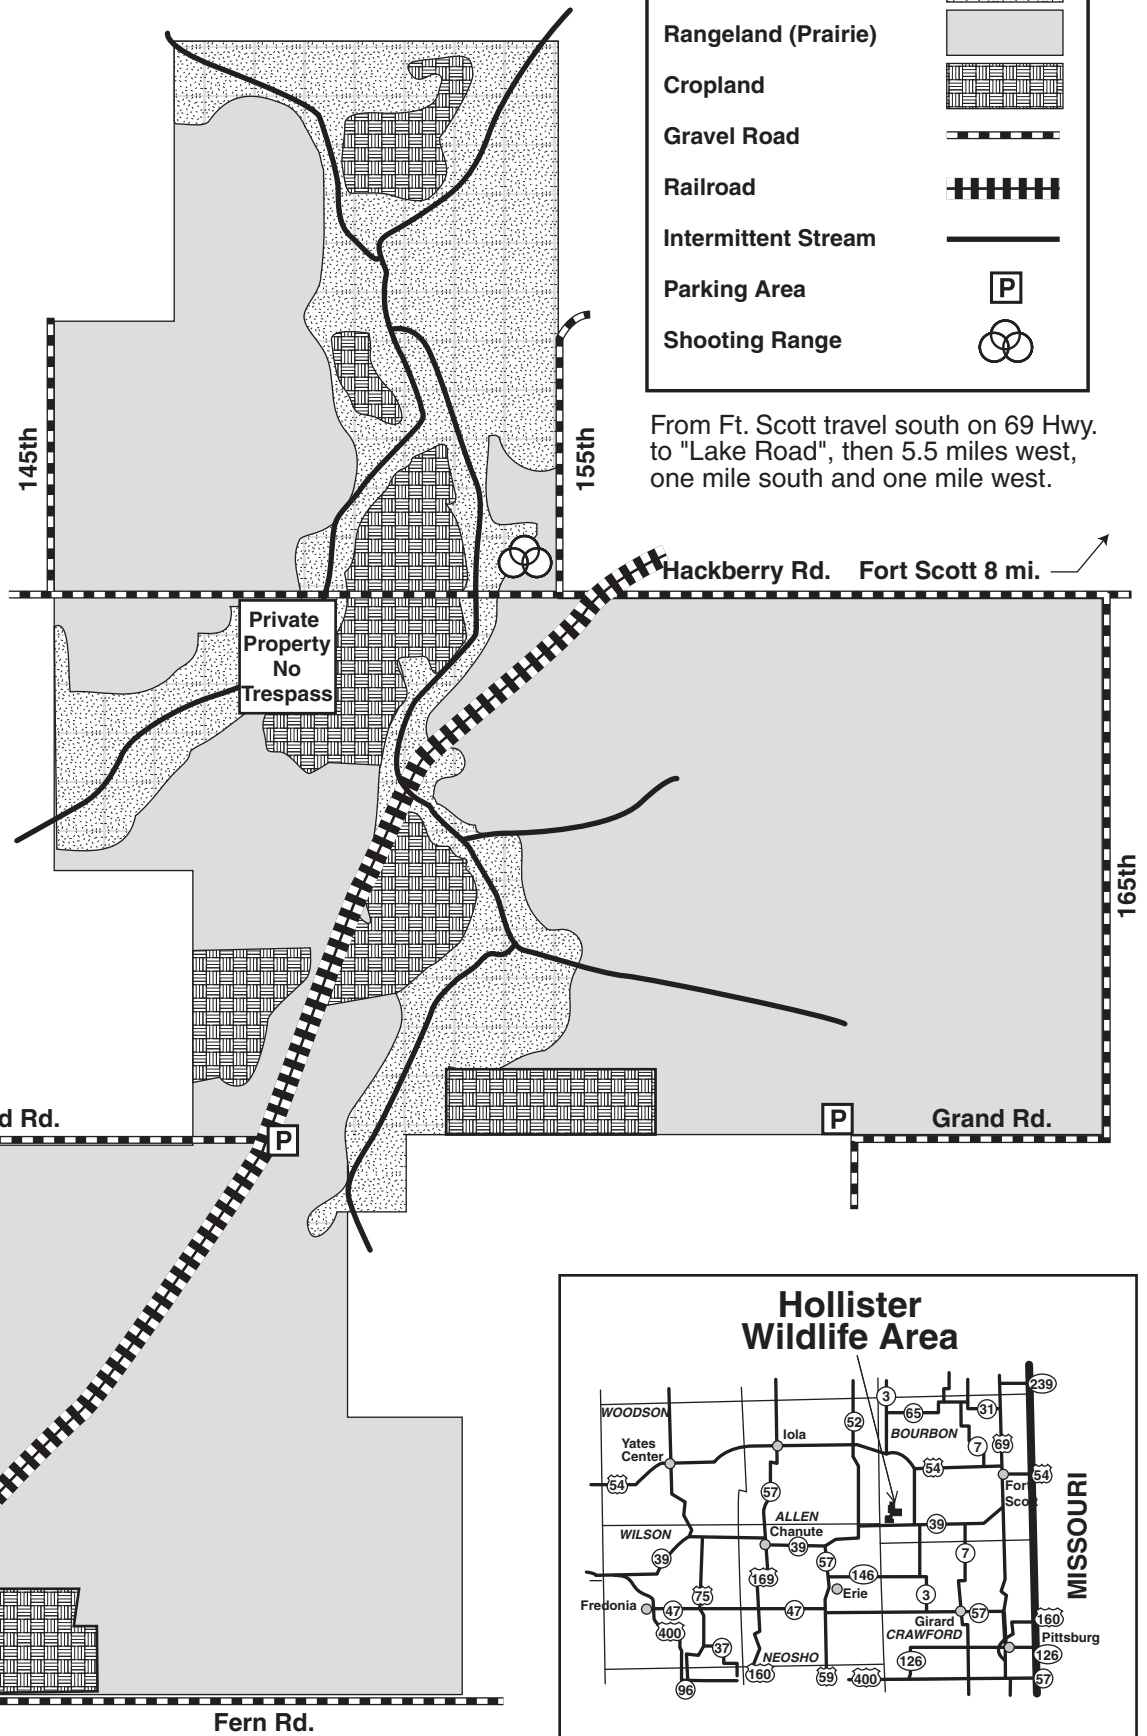 Rangeland (Prairie)
Cropland
Gravel Road
Railroad
Intermittent Stream
Parking Area
P
Shooting Range
From Ft. Scott travel south on 69 Hwy.
to "Lake Road", then 5.5 miles west,
one mile south and one mile west.
145th
155th
Hackberry Rd.
Fort Scott 8 mi.
Private
Property
No
Trespass
165th
d Rd.
P
P
Grand Rd.
Fern Rd.
Hollister
Wildlife Area
239
3
WOODSON
52
65
31
BOURBON
Iola
Yates
Center
7
69
54
54
54
Fort
Scott
57
ALLEN
WILSON
Chanute
39
39
39
57
7
MISSOURI
169
146
Erie
75
3
Fredonia
47
47
57
160
Girard
400
CRAWFORD
Pittsburg
37
126
126
NEOSHO
160
59
400
57
96